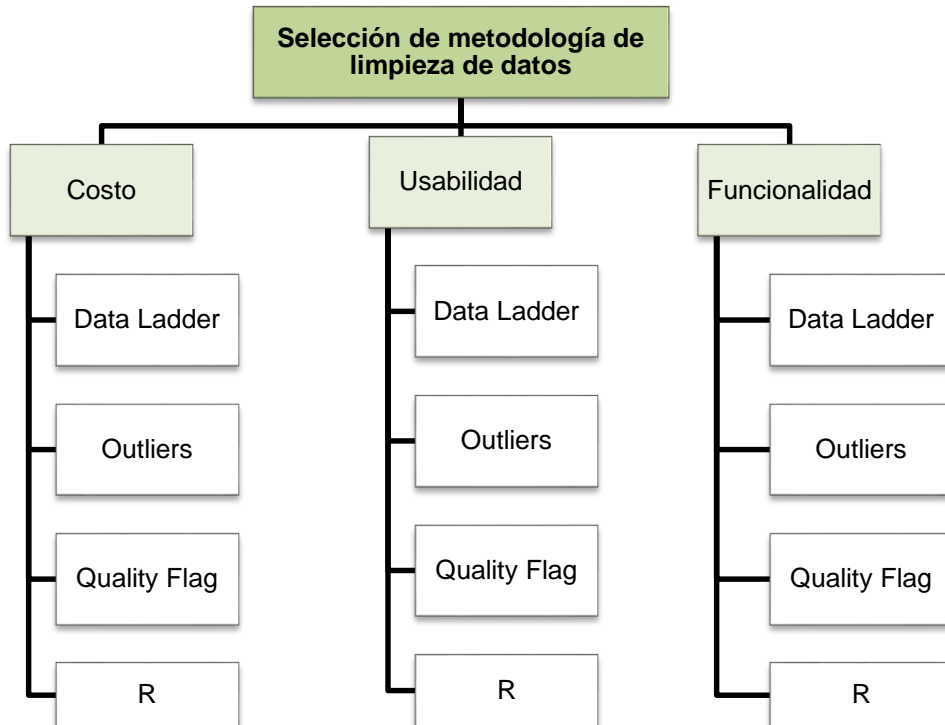 Selección de metodología de
limpieza de datos
Costo
Data Ladder
Outliers
Quality Flag
R
Usabilidad
Data Ladder
Outliers
Quality Flag
R
Funcionalidad
Data Ladder
Outliers
Quality Flag
R